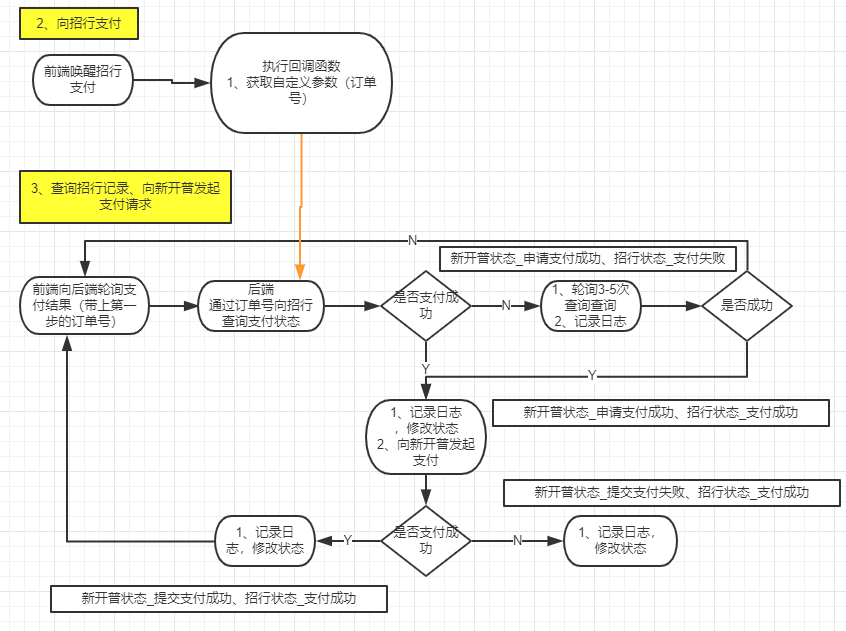 2、向招行支付
前端唤醒招行
支付
执行回调函数
1、获取自定义参数（订单
号）
3、查询招行记录、向新开普发起
支付请求
N
新开普状态_申请支付成功、招行状态_支付失败
前端向后端轮询支
付结果（带上第一
步的订单号）
后端
通过订单号向招行
查询支付状态
是否支付成
功
N
1、轮询3-5次
查询查询
2、记录日志
是否成功
Y
Y
1、记录日志
，修改状态
2、向新开普发起
支付
新开普状态_申请支付成功、招行状态_支付成功
新开普状态_提交支付失败、招行状态_支付成功
1、记录日
志，修改状态
Y
是否支付成
功
N
1、记录日志，
修改状态
新开普状态_提交支付成功、招行状态_支付成功